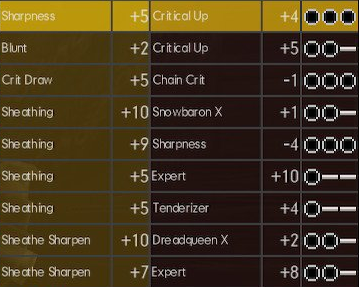 Sharpness +5 Critical Up +4
Blunt +2 Critical Up +5
Crit Draw +5 Chain Crit -1
Sheathing +10 Snowbaron X +1
Sheathing +9 Sharpness -4
Sheathing +5 Expert +10
Sheathing +5 Tenderizer +4
Sheathe Sharpen +10 Dreadqueen X +2
Sheathe Sharpen +7 Expert +8